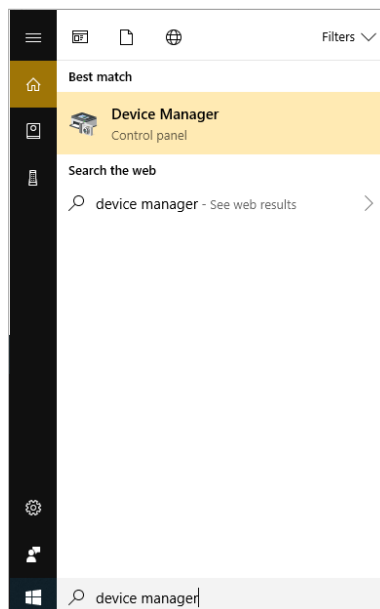 Filters
Best match
Device Manager
Control panel
Search the web
device manager - See web results
device manager